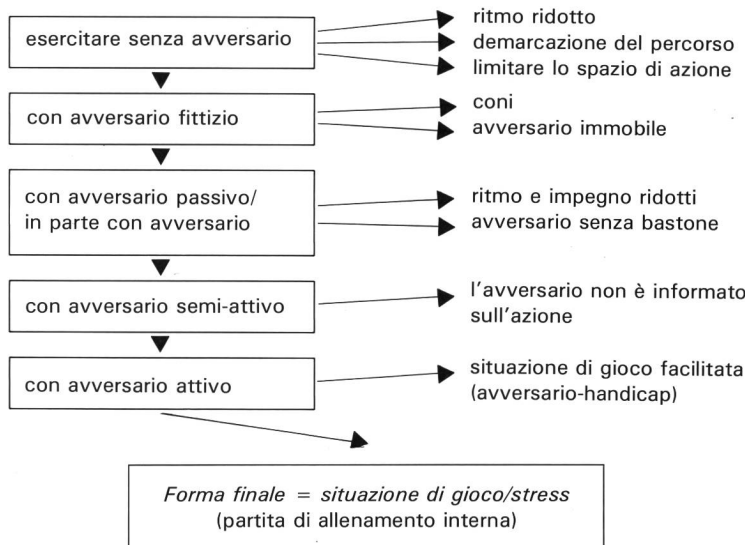 esercitare senza avversario
ritmo ridotto
demarcazione del percorso
limitare lo spazio di azione
con avversario fittizio
coni
avversario immobile
con avversario passivo/
in parte con avversario
ritmo e impegno ridotti
avversario senza bastone
con avversario semi-attivo
l'avversario non è informato
sull'azione
con avversario attivo
situazione di gioco facilitata
(avversario-handicap)
Forma finale = situazione di gioco/stress
(partita di allenamento interna)